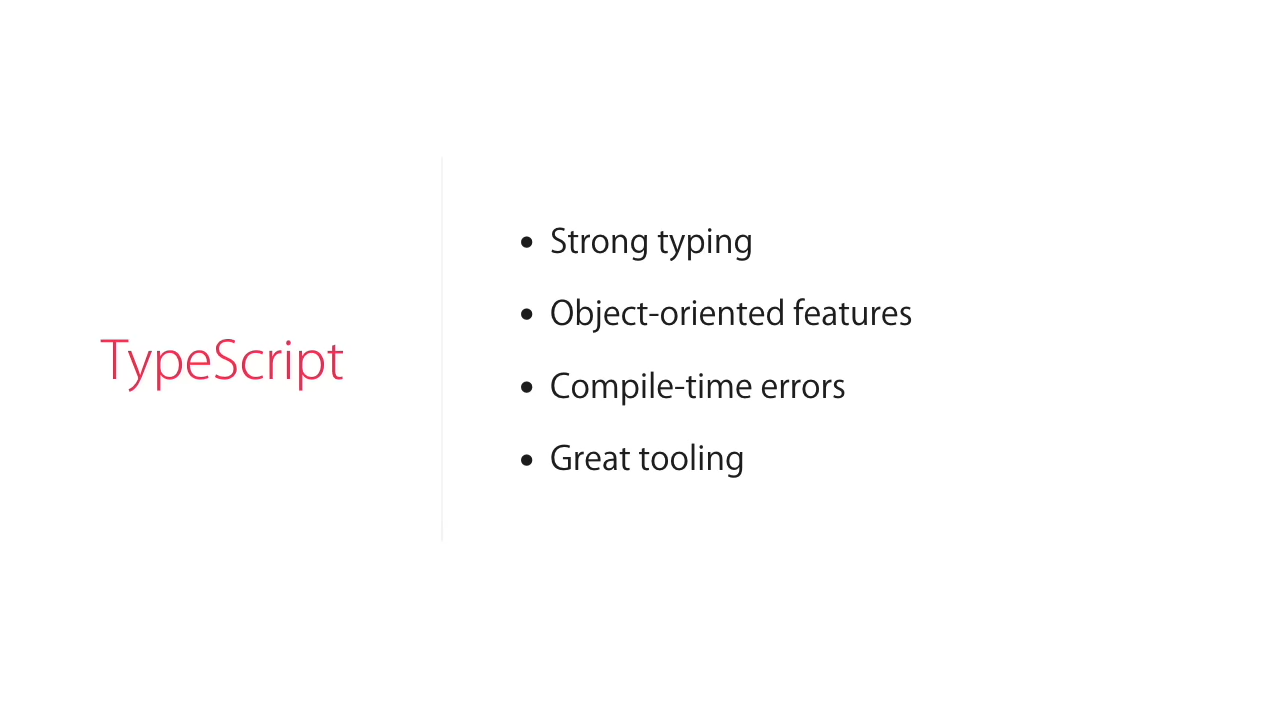 TypeScript
• Strong typing
• Object-oriented features
• Compile-time errors
• Great tooling